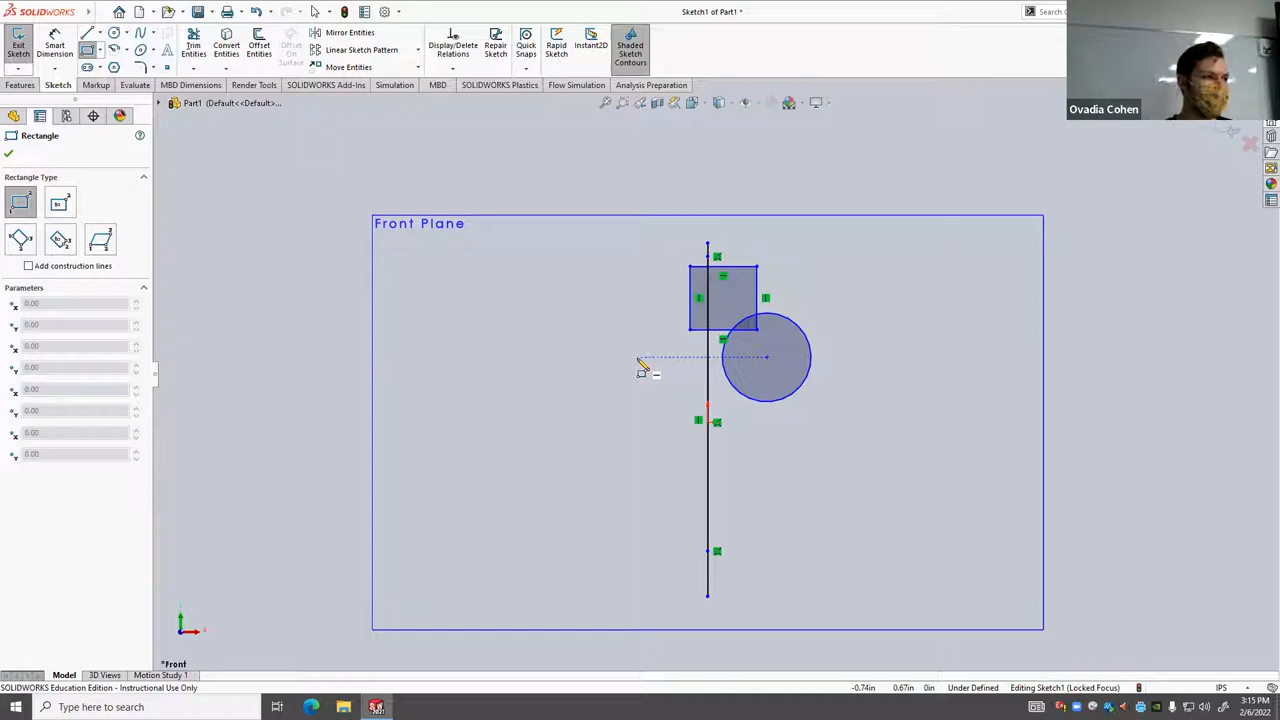 SOLIDWORKS
Sketch1 of Part1 *
Search Co
Exit Sketch
Smart Dimension
Trim Entities
Convert Entities
Offset Entities
Offset On Surface
Mirror Entities
Linear Sketch Pattern
Move Entities
Display/Delete Relations
Repair Sketch
Quick Snaps
Rapid Sketch
Instant2D
Shaded Sketch Contours
Features
Sketch
Markup
Evaluate
MBD Dimensions
Render Tools
SOLIDWORKS Add-Ins
Simulation
MBD
SOLIDWORKS Plastics
Flow Simulation
Analysis Preparation
Part1 (Default<<Default>...
Ovadia Cohen
Rectangle
Rectangle Type
Add construction lines
Parameters
0.00
0.00
0.00
0.00
0.00
0.00
0.00
0.00
Front Plane
*Front
Model
3D Views
Motion Study 1
SOLIDWORKS Education Edition - Instructional Use Only
-0.74in
0.67in
0in
Under Defined
Editing Sketch1 (Locked Focus)
IPS
Type here to search
3:15 PM
2/6/2022